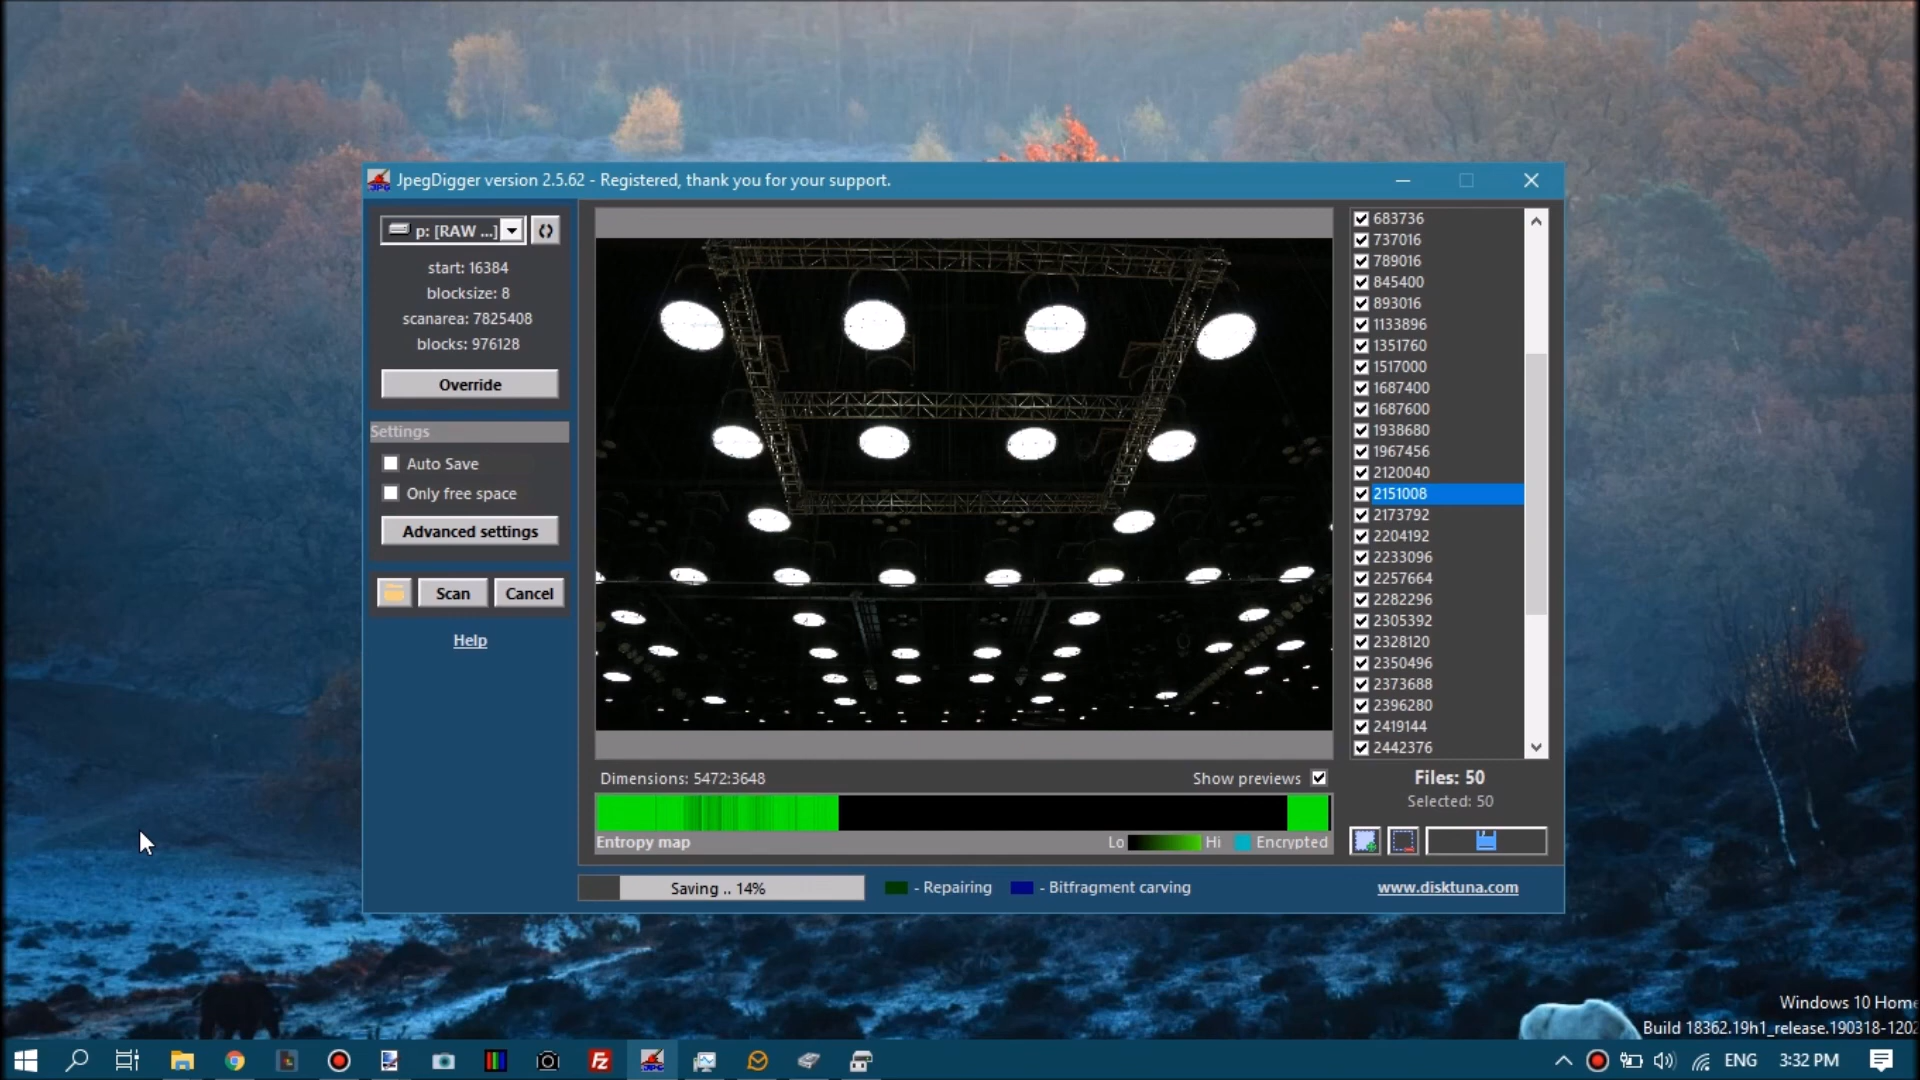 JpegDigger version 2.5.62 - Registered, thank you for your support.
p: [RAW ...]
start: 16384
blocksize: 8
scanarea: 7825408
blocks: 976128
Override
Settings
Auto Save
Only free space
Advanced settings
Scan
Cancel
Help
683736
737016
789016
845400
893016
1133896
1351760
1517000
1687400
1687600
1938680
1967456
2120040
2151008
2173792
2204192
2233096
2257664
2282296
2305392
2328120
2350496
2373688
2396280
2419144
2442376
Dimensions: 5472:3648
Show previews
Files: 50
Selected: 50
Entropy map
Lo
Hi
Encrypted
Saving .. 14%
- Repairing
- Bitfragment carving
www.disktuna.com
Windows 10 Home
Build 18362.19h1_release.190318-1202
ENG
3:32 PM